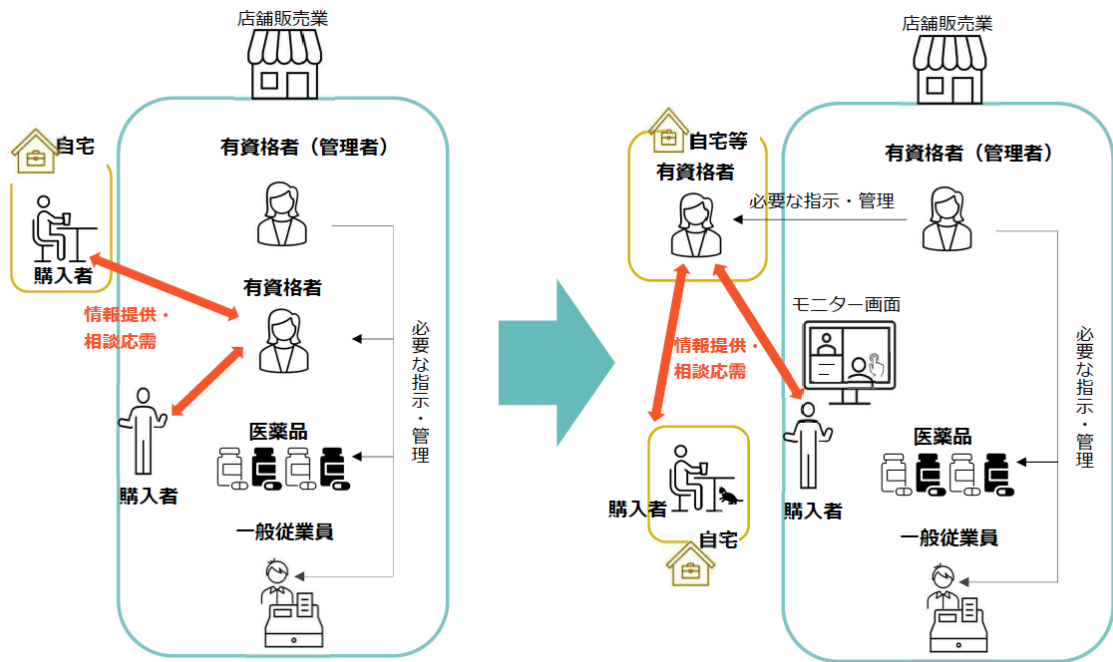 店舗販売業
自宅
有資格者（管理者）
購入者
有資格者
情報提供・
相談応需
必要な指示・管理
医薬品
購入者
一般従業員
店舗販売業
自宅等
有資格者
有資格者（管理者）
必要な指示・管理
モニター画面
情報提供・
相談応需
必要な指示・管理
医薬品
購入者
購入者
自宅
一般従業員